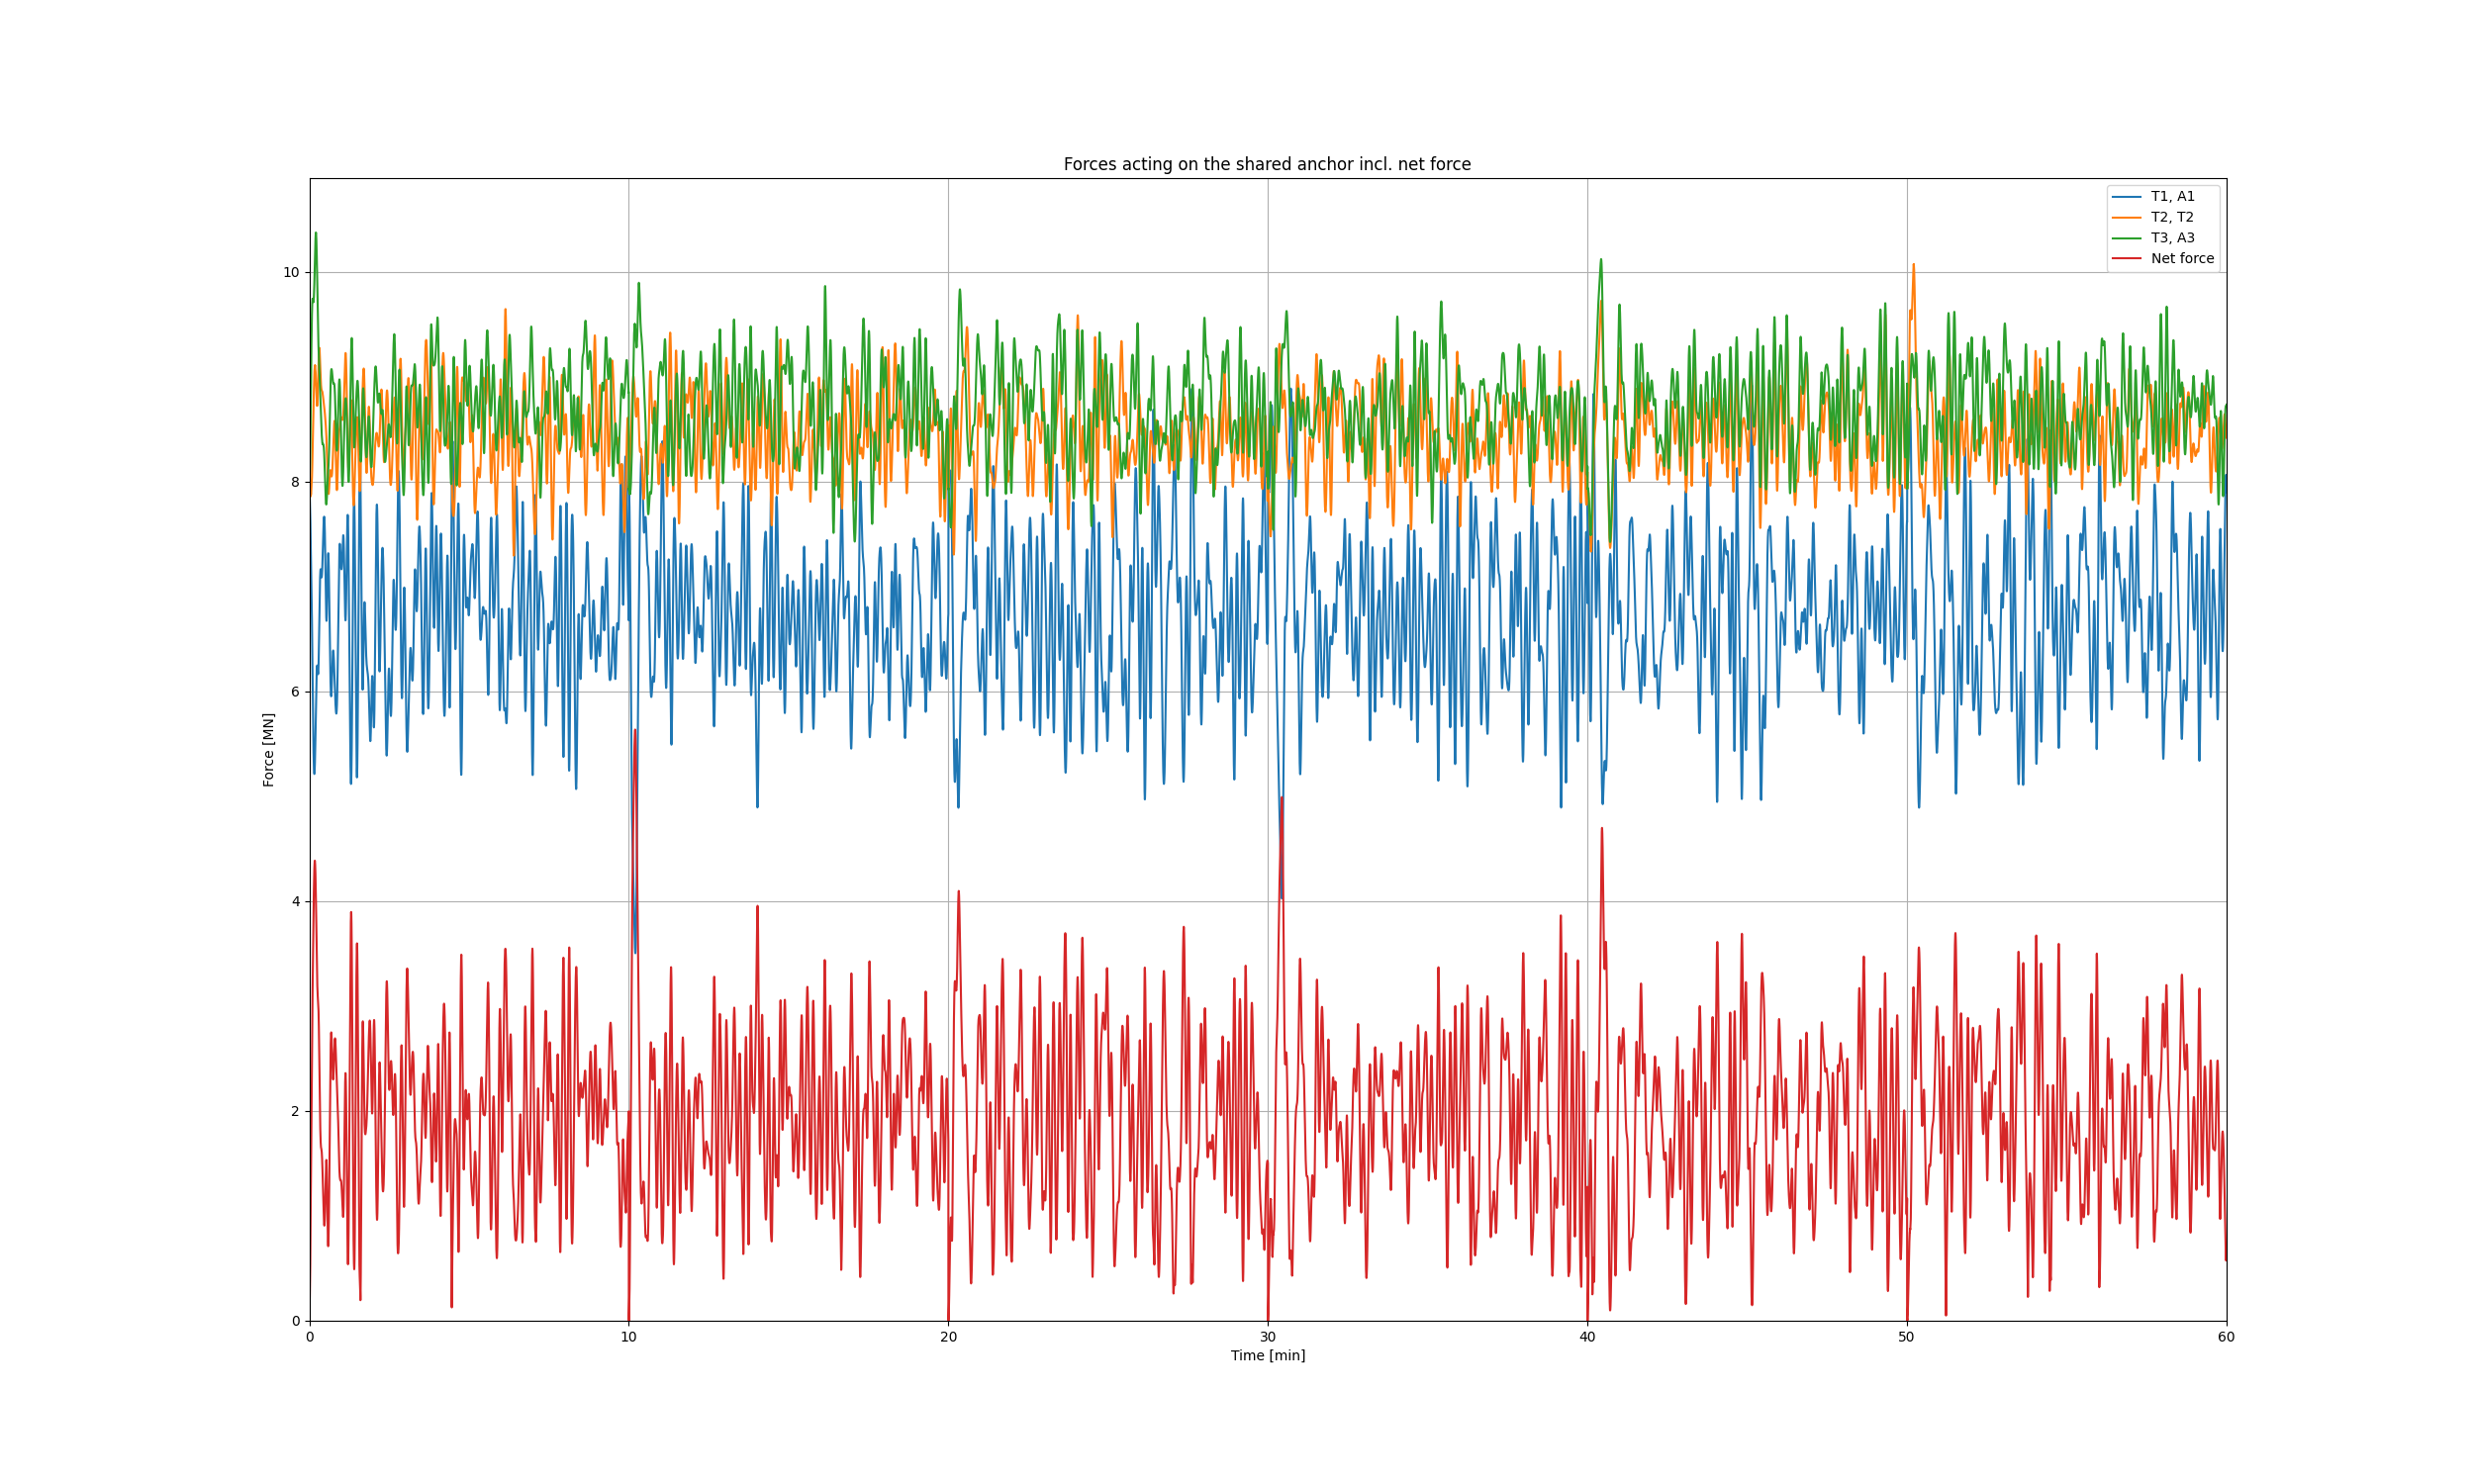 Forces acting on the shared anchor incl. net force
T1, A1
T2, T2
T3, A3
Net force
Force [MN]
10
8
6
4
2
0
0 10 20 30 40 50 60
Time [min]